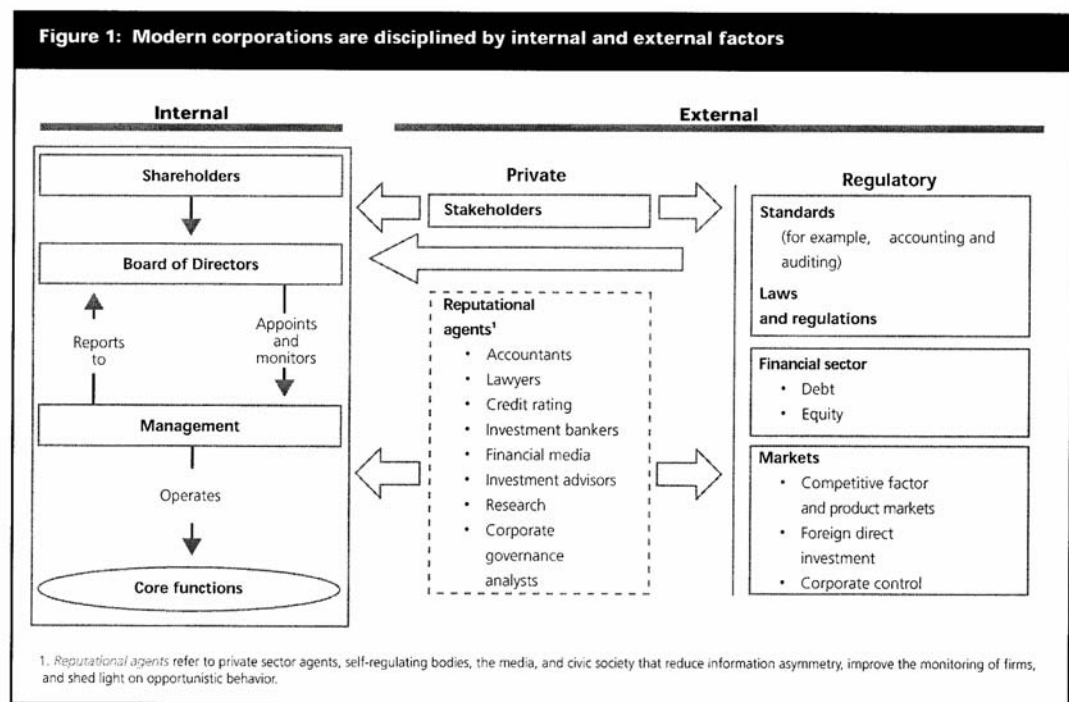 Figure 1: Modern corporations are disciplined by internal and external factors
Internal
External
Shareholders
Board of Directors
Reports
to
Appoints
and
monitors
Management
Operates
Core functions
Private
Stakeholders
Reputational
agents¹
• Accountants
• Lawyers
• Credit rating
• Investment bankers
• Financial media
• Investment advisors
• Research
• Corporate
governance
analysts
Regulatory
Standards
(for example, accounting and
auditing)
Laws
and regulations
Financial sector
• Debt
• Equity
Markets
• Competitive factor
and product markets
• Foreign direct
investment
• Corporate control
1. Reputational agents refer to private sector agents, self-regulating bodies, the media, and civic society that reduce information asymmetry, improve the monitoring of firms,
and shed light on opportunistic behavior.